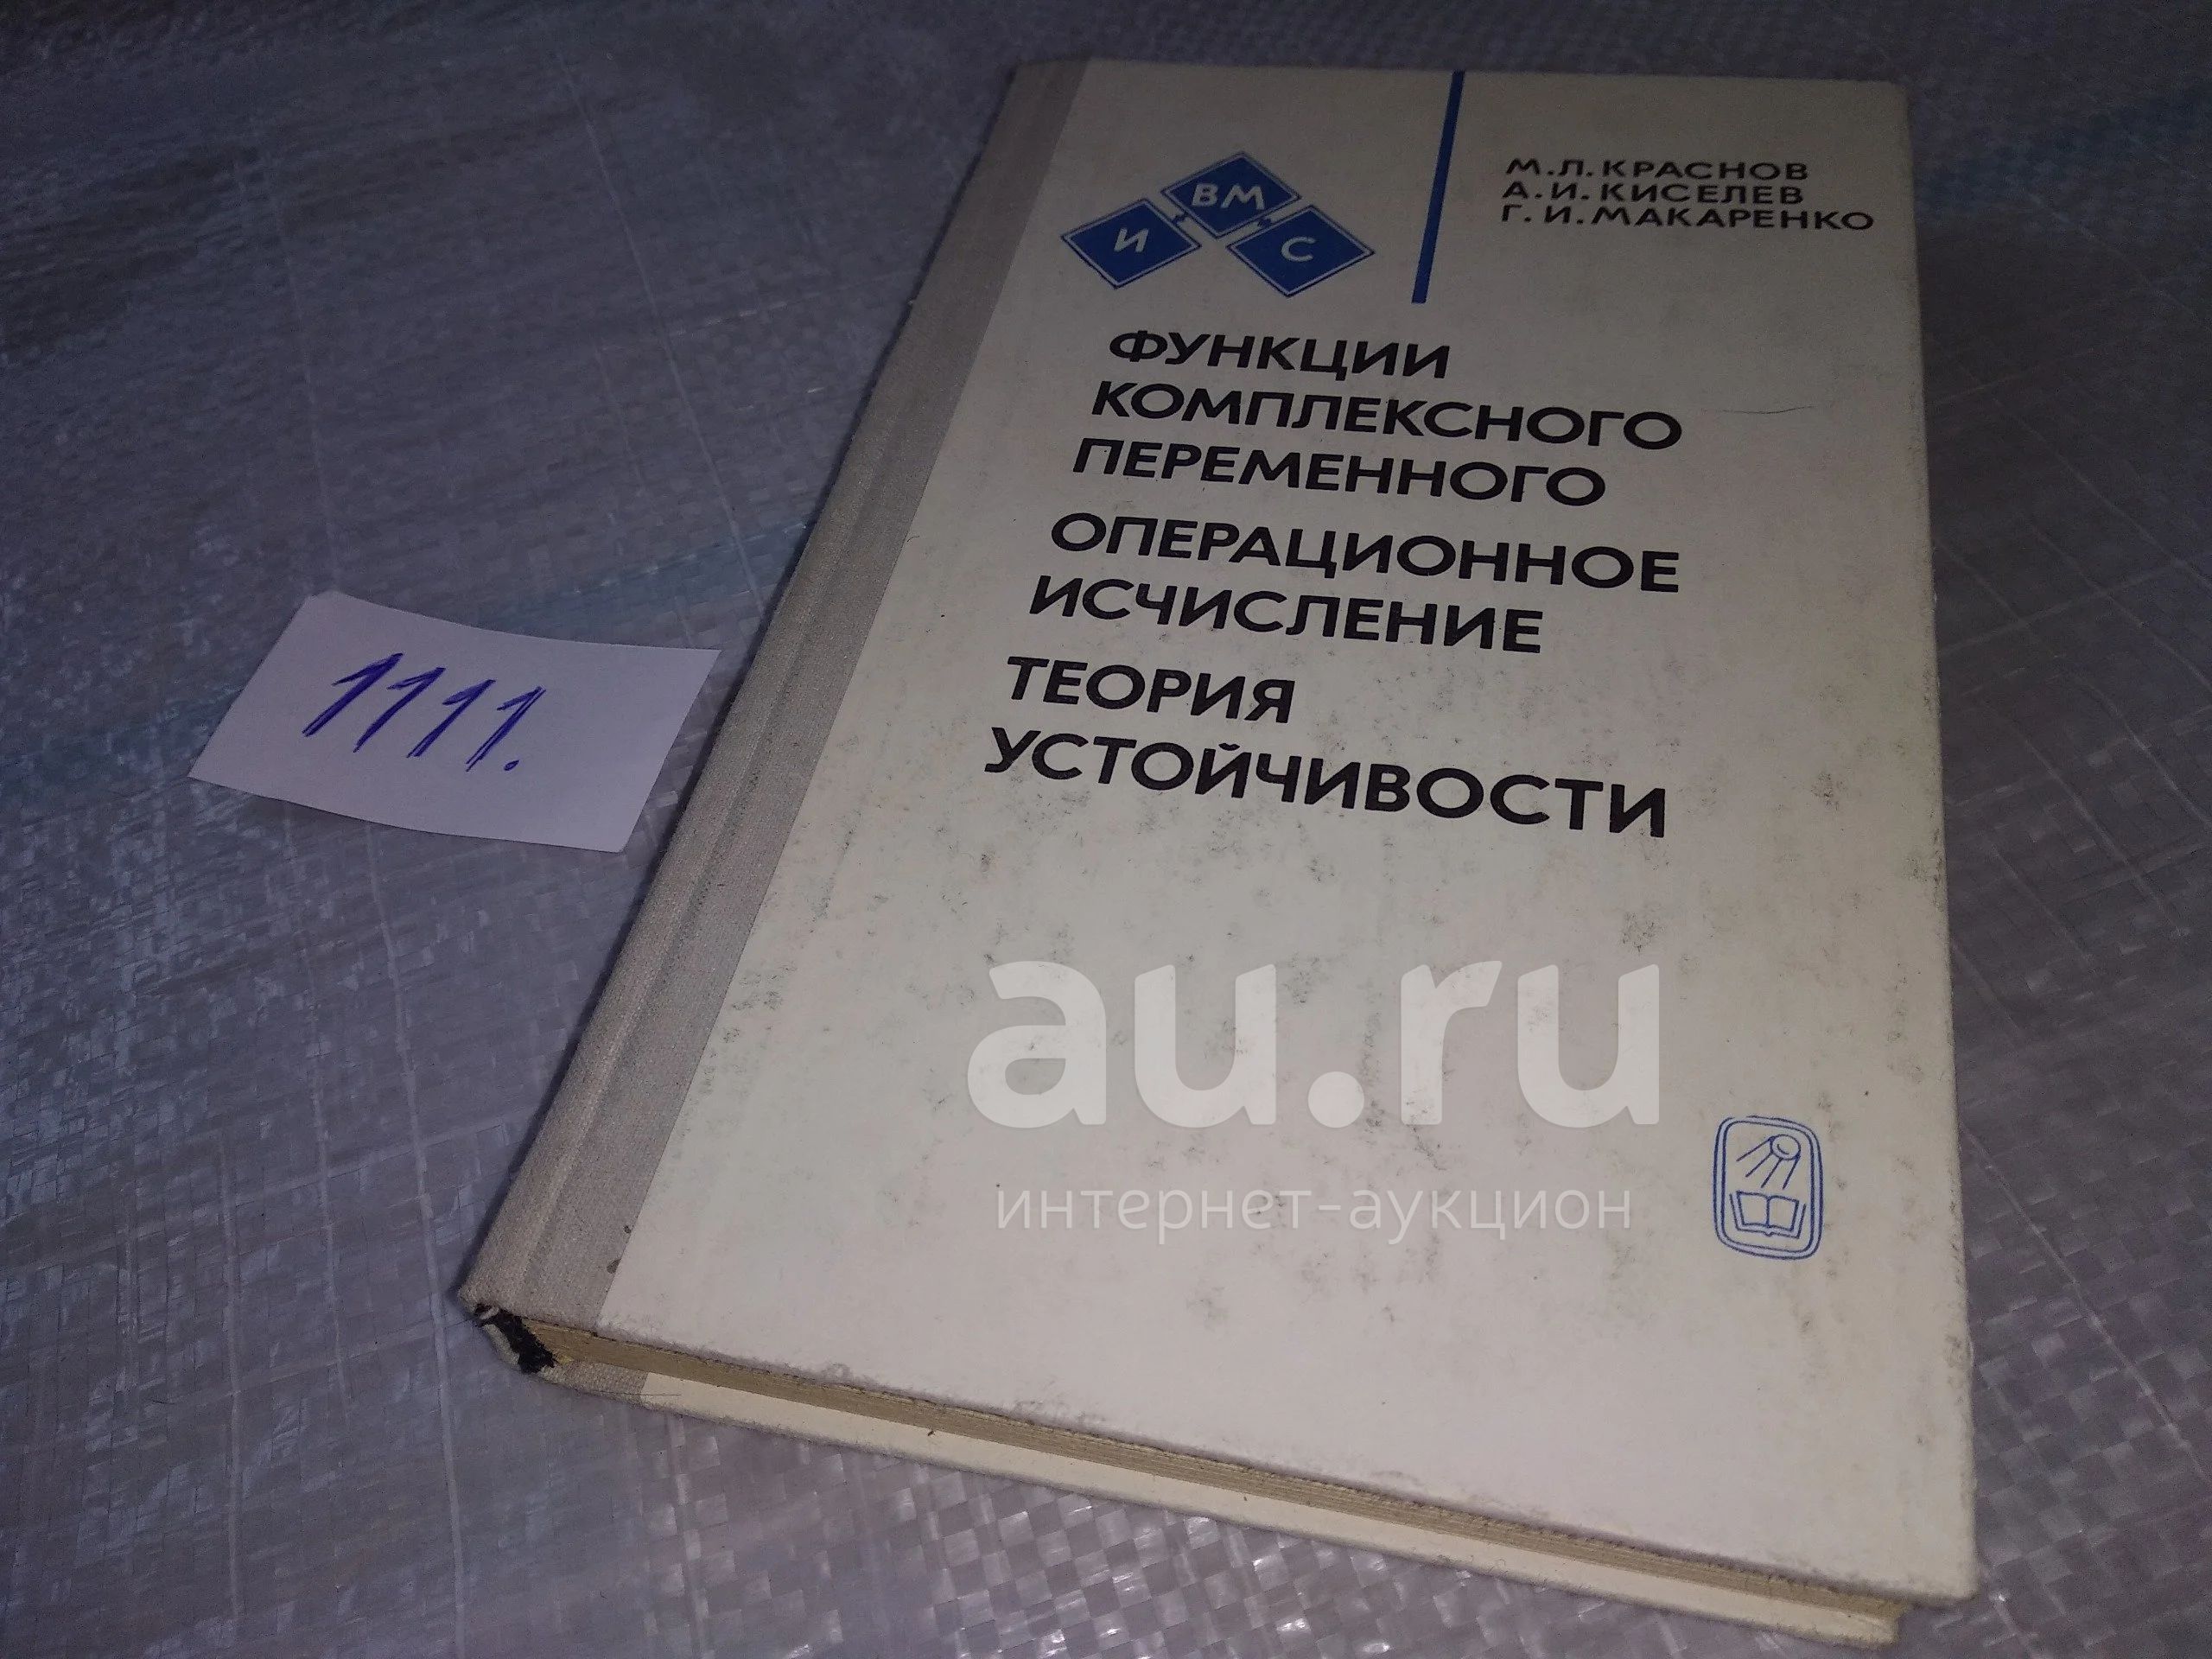 М.Л.КРАСНОВ
А.И.КИСЕЛЕВ
Г.И.МАКАРЕНКО
ВМ
И
С
ФУНКЦИИ
КОМПЛЕКСНОГО
ПЕРЕМЕННОГО
ОПЕРАЦИОННОЕ
ИСЧИСЛЕНИЕ
ТЕОРИЯ
УСТОЙЧИВОСТИ
1111.
au.ru
интернет-аукцион